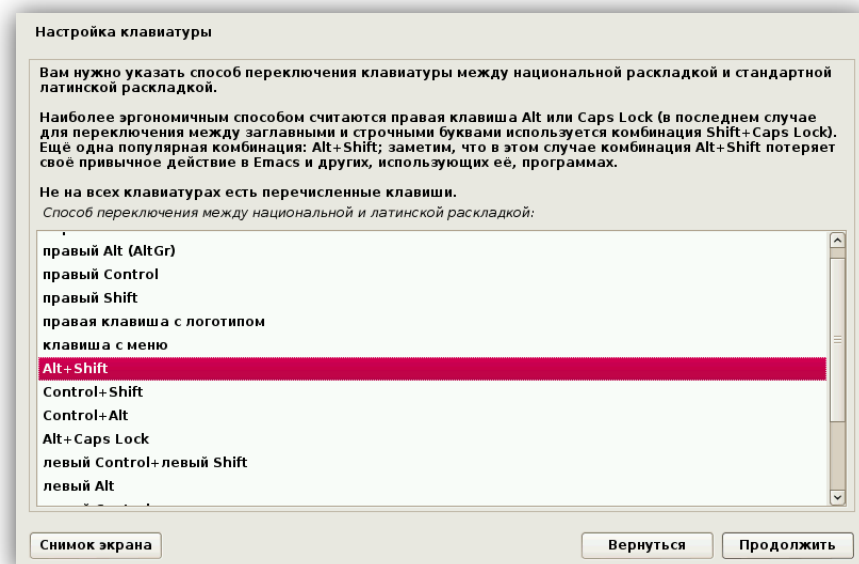 Настройка клавиатуры
Вам нужно указать способ переключения клавиатуры между национальной раскладкой и стандартной
латинской раскладкой.
Наиболее эргономичным способом считаются правая клавиша Alt или Caps Lock (в последнем случае
для переключения между заглавными и строчными буквами используется комбинация Shift+Caps Lock).
Ещё одна популярная комбинация: Alt+Shift; заметим, что в этом случае комбинация Alt+Shift потеряет
своё привычное действие в Emacs и других, использующих её, программах.
Не на всех клавиатурах есть перечисленные клавиши.
Способ переключения между национальной и латинской раскладкой:
правый Alt (AltGr)
правый Control
правый Shift
правая клавиша с логотипом
клавиша с меню
Alt+Shift
Control+Shift
Control+Alt
Alt+Caps Lock
левый Control+левый Shift
левый Alt
Снимок экрана
Вернуться
Продолжить